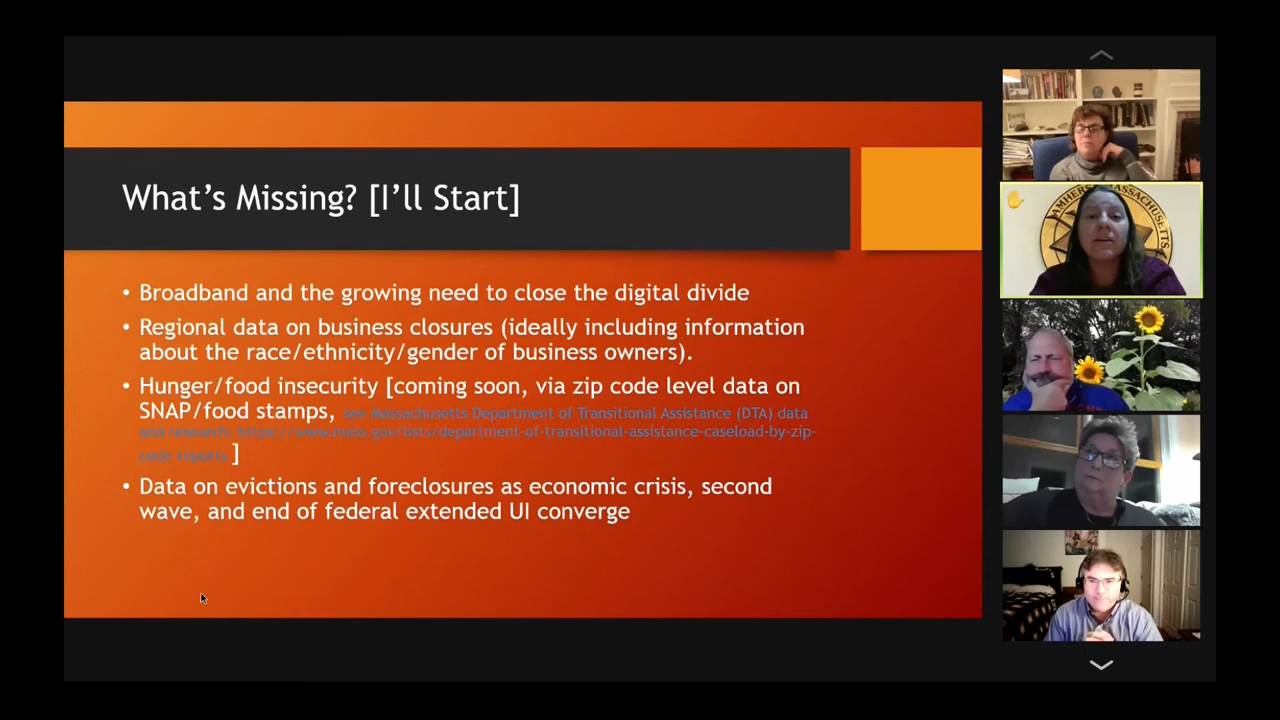 What's Missing? [I'll Start]
• Broadband and the growing need to close the digital divide
• Regional data on business closures (ideally including information
about the race/ethnicity/gender of business owners).
• Hunger/food insecurity [coming soon, via zip code level data on
SNAP/food stamps, see Massachusetts Department of Transitional Assistance (DTA) data
and research: https://www.mass.gov/lists/department-of-transitional-assistance-caseload-by-zip-
code-reports ]
• Data on evictions and foreclosures as economic crisis, second
wave, and end of federal extended UI converge
AMHERST MASSACHUSETTS